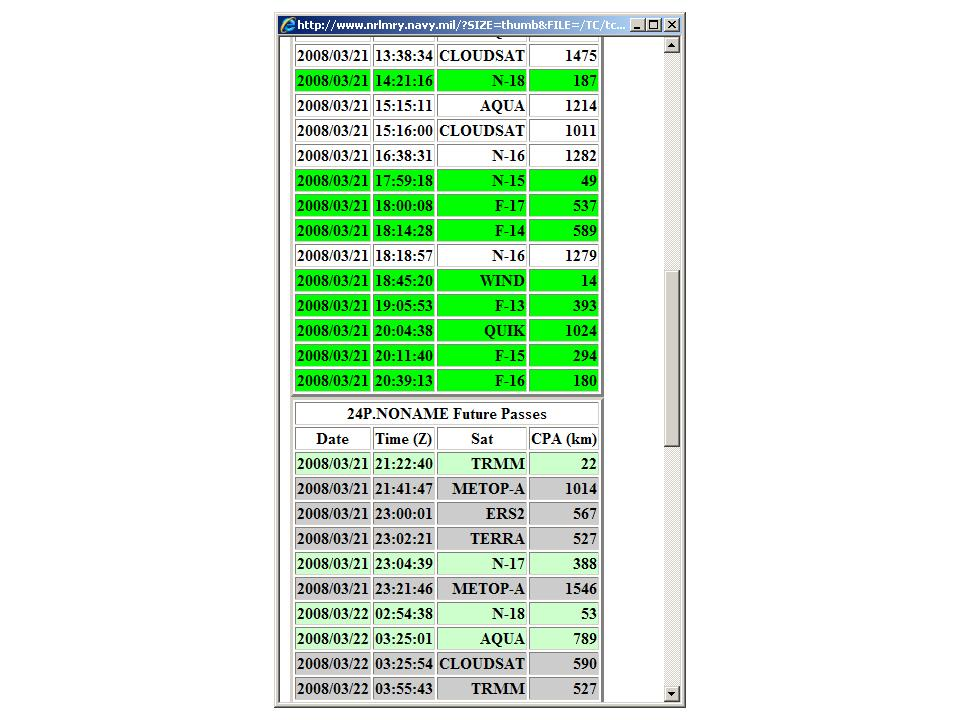 http://www.nrlmry.navy.mil/?SIZE=thumb&FILE=/TC/tc...
2008/03/21 13:38:34 CLOUDSAT 1475
2008/03/21 14:21:16 N-18 187
2008/03/21 15:15:11 AQUA 1214
2008/03/21 15:16:00 CLOUDSAT 1011
2008/03/21 16:38:31 N-16 1282
2008/03/21 17:59:18 N-15 49
2008/03/21 18:00:08 F-17 537
2008/03/21 18:14:28 F-14 589
2008/03/21 18:18:57 N-16 1279
2008/03/21 18:45:20 WIND 14
2008/03/21 19:05:53 F-13 393
2008/03/21 20:04:38 QUIK 1024
2008/03/21 20:11:40 F-15 294
2008/03/21 20:39:13 F-16 180
24P.NONAME Future Passes
Date Time (Z) Sat CPA (km)
2008/03/21 21:22:40 TRMM 22
2008/03/21 21:41:47 METOP-A 1014
2008/03/21 23:00:01 ERS2 567
2008/03/21 23:02:21 TERRA 527
2008/03/21 23:04:39 N-17 388
2008/03/21 23:21:46 METOP-A 1546
2008/03/22 02:54:38 N-18 53
2008/03/22 03:25:01 AQUA 789
2008/03/22 03:25:54 CLOUDSAT 590
2008/03/22 03:55:43 TRMM 527